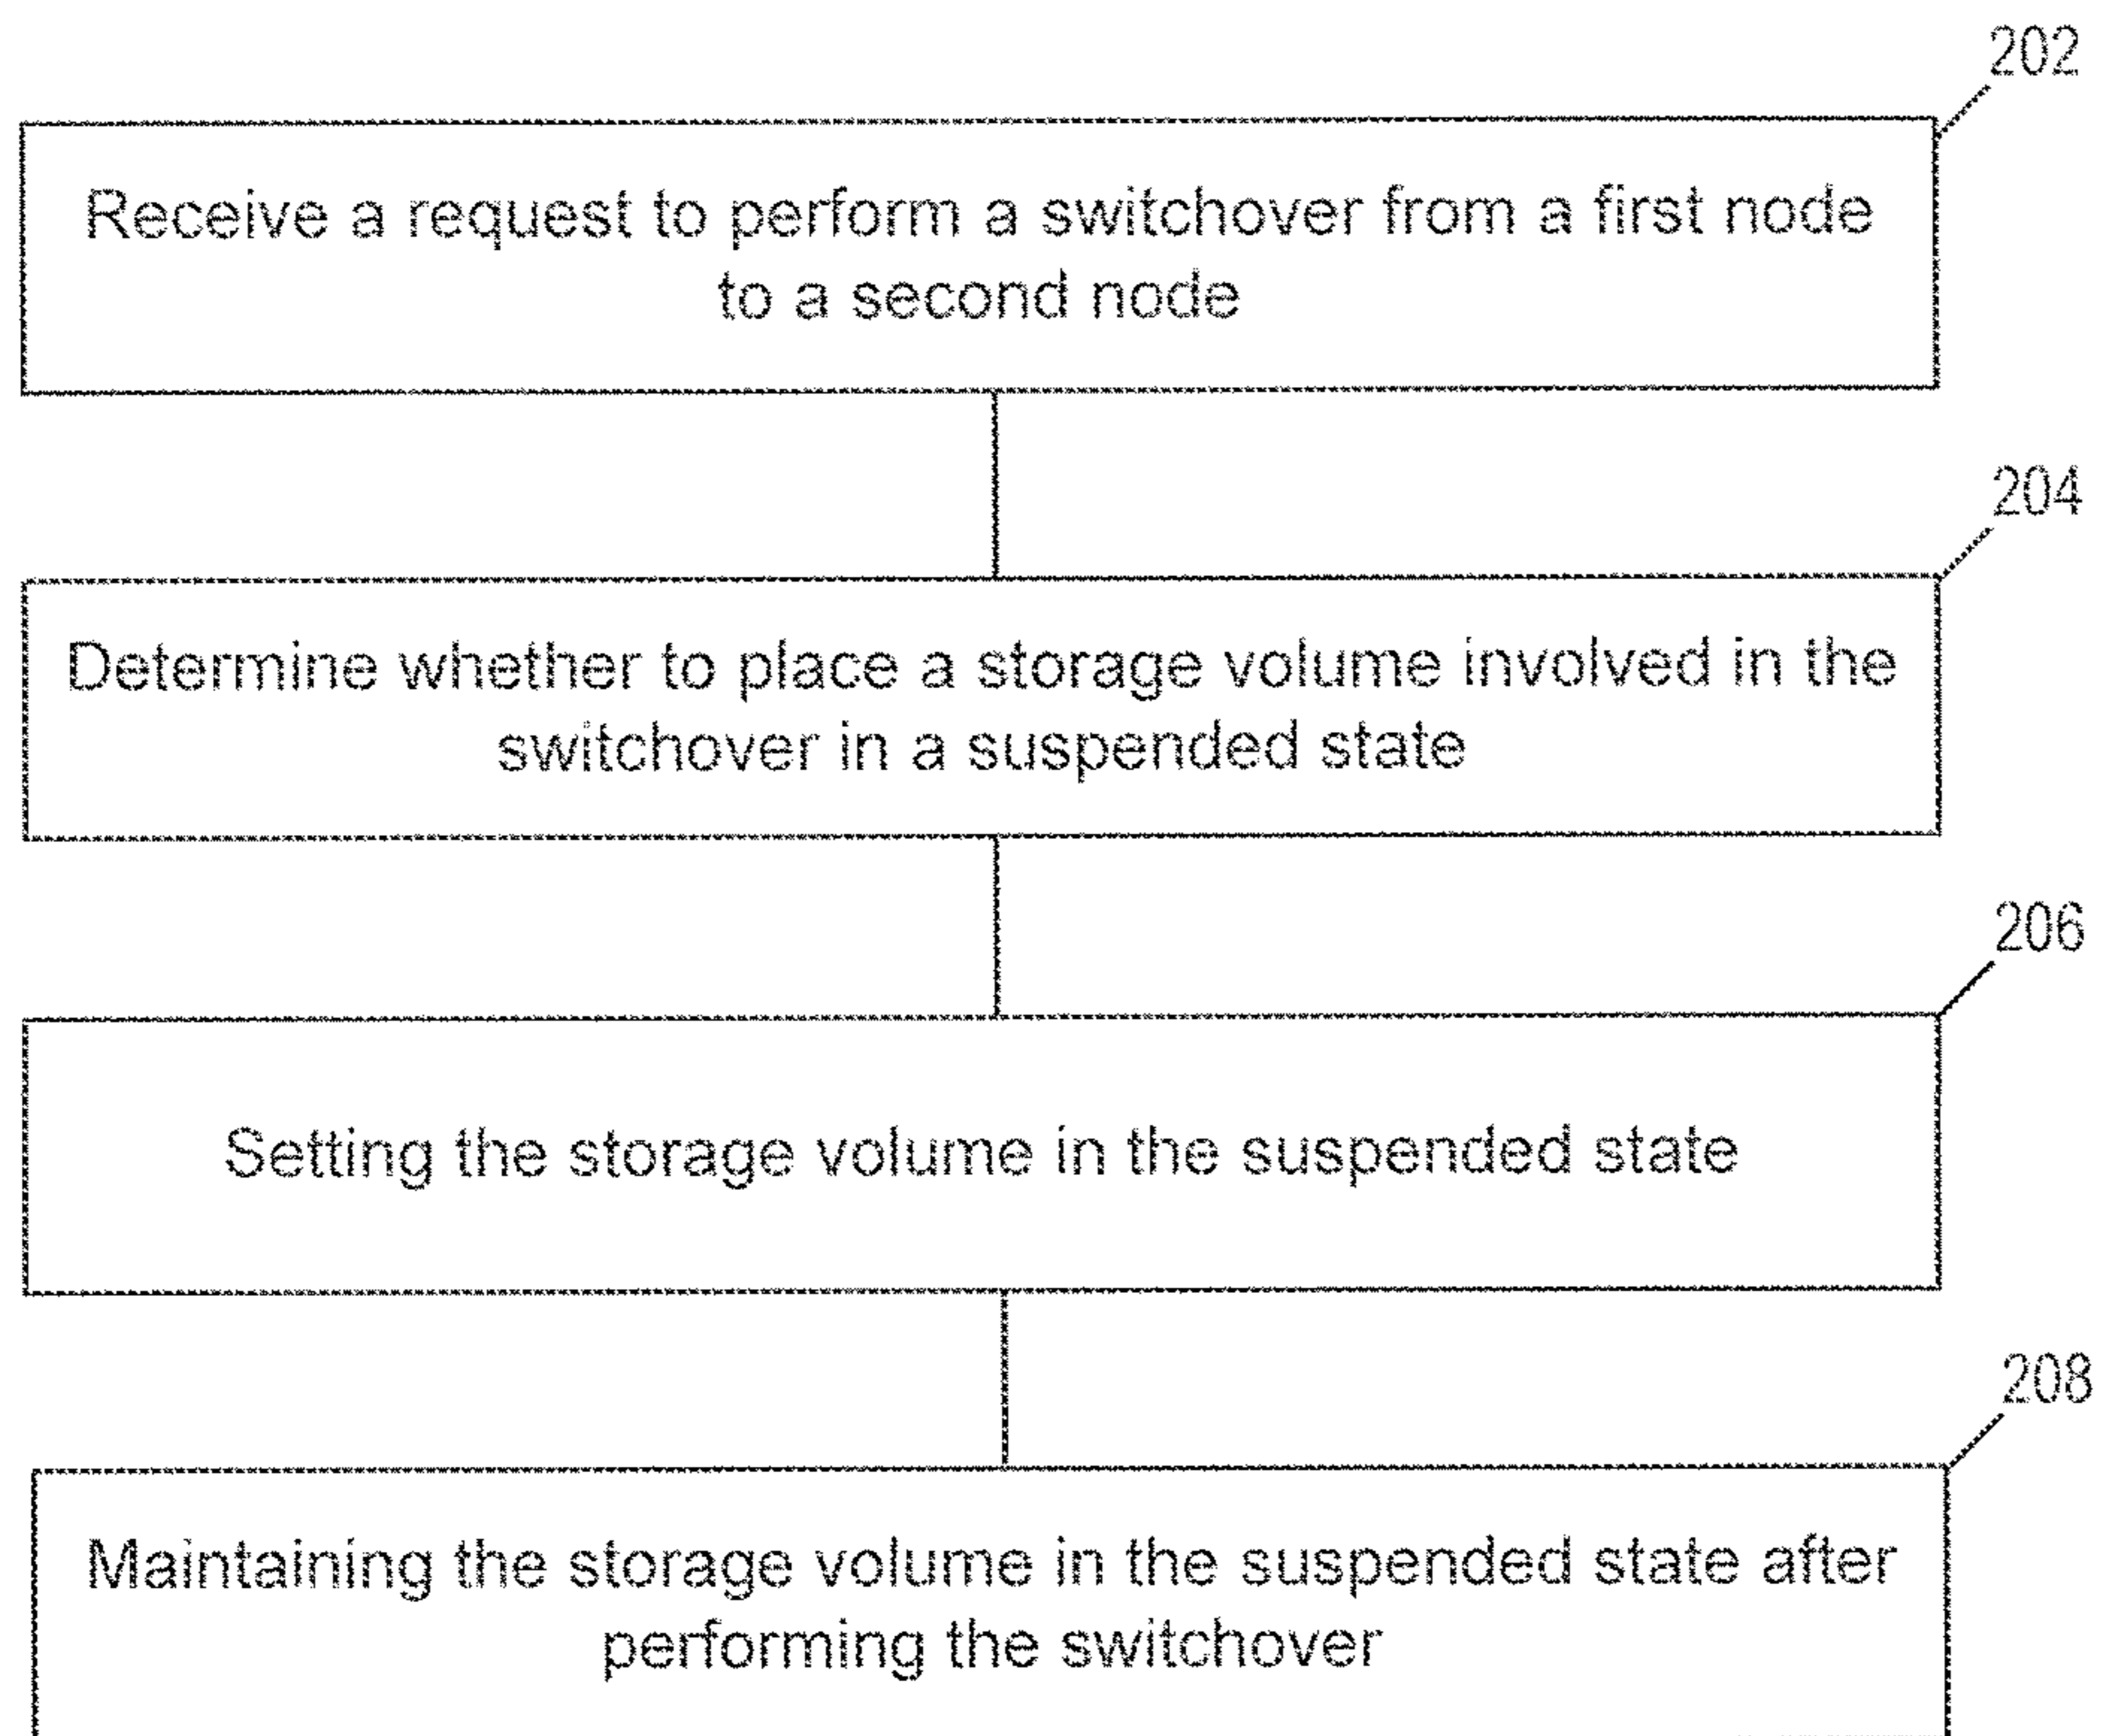 202
Receive a request to perform a switchover from a first node
to a second node
204
Determine whether to place a storage volume involved in the
switchover in a suspended state
206
Setting the storage volume in the suspended state
208
Maintaining the storage volume in the suspended state after
performing the switchover